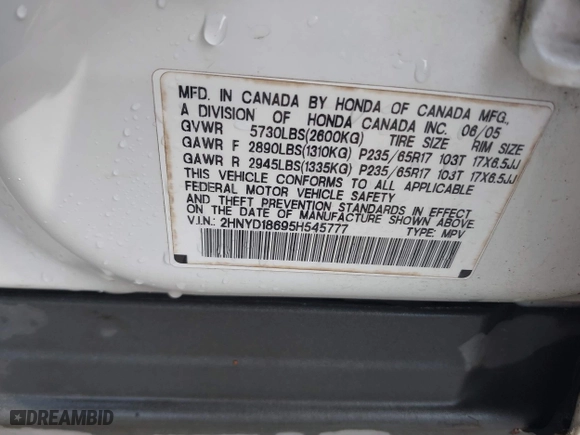 MFD. IN CANADA BY HONDA OF CANADA MFG.,
A DIVISION OF HONDA CANADA INC. 06/05
GVWR 5730LBS(2600KG) TIRE SIZE RIM SIZE
GAWR F 2890LBS(1310KG) P235/65R17 103T 17X6.5JJ
GAWR R 2945LBS(1335KG) P235/65R17 103T 17X6.5JJ
THIS VEHICLE CONFORMS TO ALL APPLICABLE
FEDERAL MOTOR VEHICLE SAFETY
AND THEFT PREVENTION STANDARDS IN EFFECT
ON THE DATE OF MANUFACTURE SHOWN ABOVE.
V.I.N.: 2HNYD18695H545777 TYPE: MPV
DREAMBID